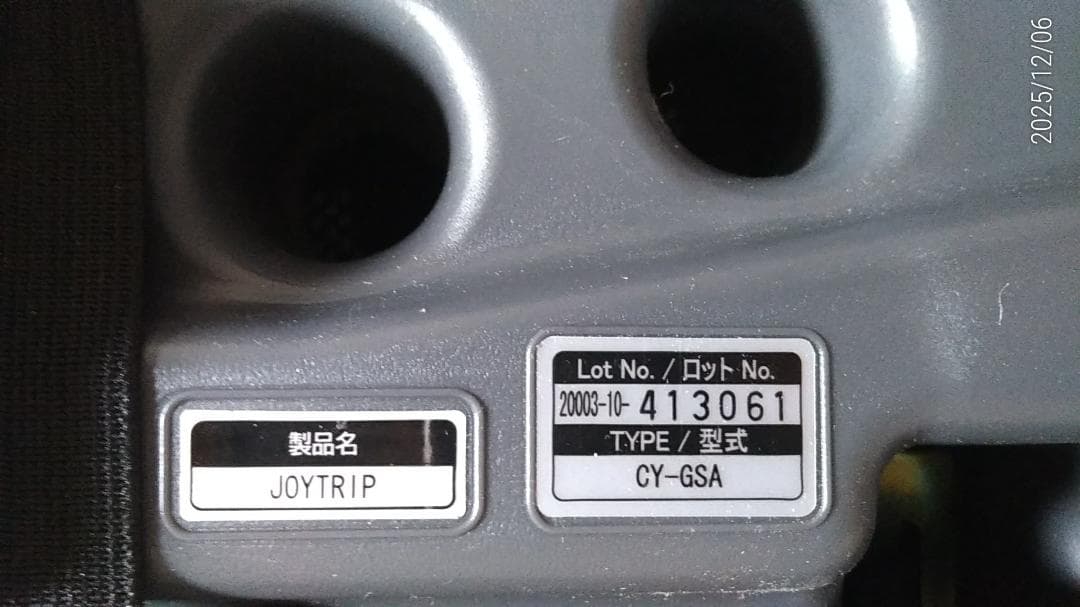 2025/12/06
Lot No. / ロット No.
20003-10- 413061
TYPE / 型式
CY-GSA
製品名
JOYTRIP